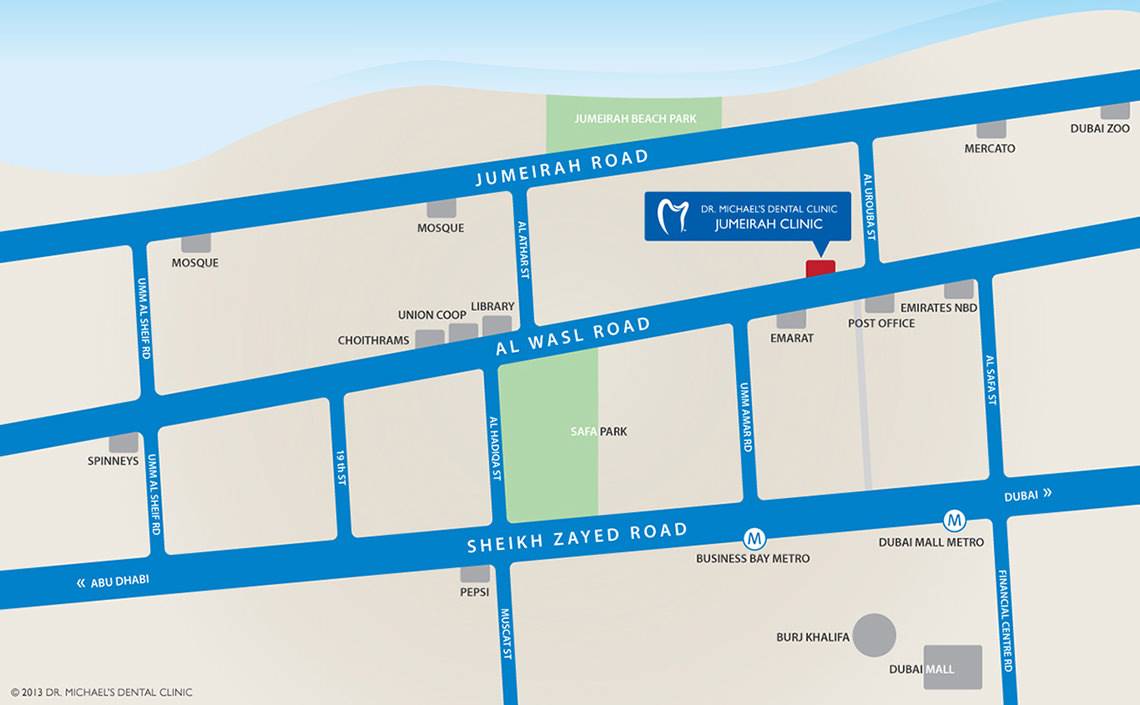 JUMEIRAH BEACH PARK
DUBAI ZOO
MERCATO
JUMEIRAH ROAD
AL UROUBA ST
DR. MICHAEL'S DENTAL CLINIC
JUMEIRAH CLINIC
MOSQUE
AL ATHAR ST
MOSQUE
UMM AL SHEIF RD
LIBRARY
UNION COOP
CHOITHRAMS
EMIRATES NBD
POST OFFICE
EMARAT
AL WASL ROAD
AL SAFA ST
UMM AMAR RD
SAFA PARK
AL HADIQA ST
19 th ST
SPINNEYS
UMM AL SHEIF RD
DUBAI »
SHEIKH ZAYED ROAD
M
DUBAI MALL METRO
M
BUSINESS BAY METRO
« ABU DHABI
PEPSI
MUSCAT ST
FINANCIAL CENTRE RD
BURJ KHALIFA
DUBAI MALL
© 2013 DR. MICHAEL'S DENTAL CLINIC